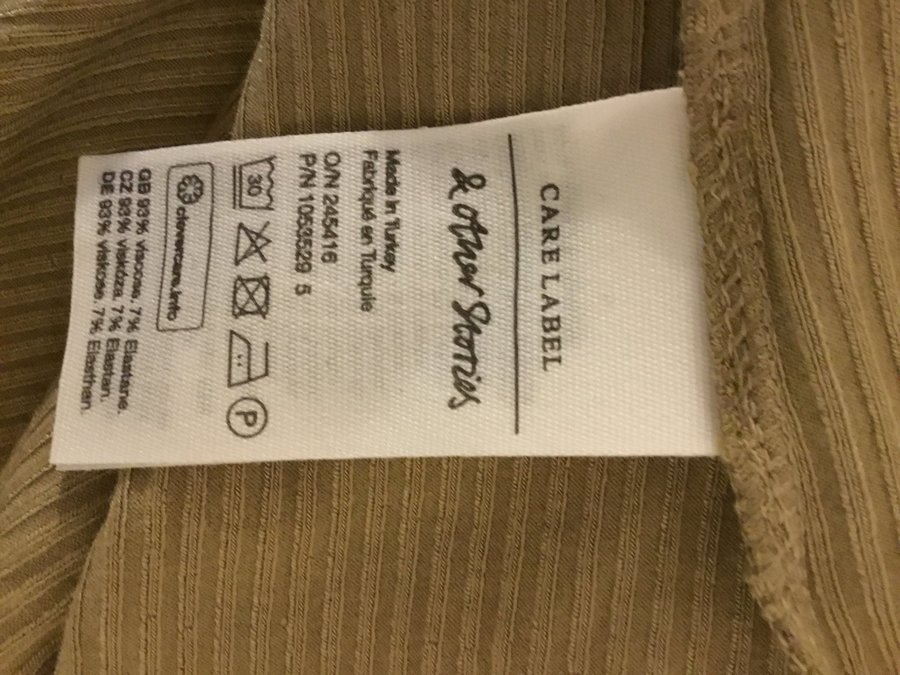 CARE LABEL
& other Stories
Made in Turkey
Fabriqué en Turquie
O/N 245416
P/N 1053529 5
30
P
clevercare.info
GB 93% viscose. 7% Elastane.
CZ 93% viskóza. 7% Elastan.
DE 93% viskose. 7% Elasthan.